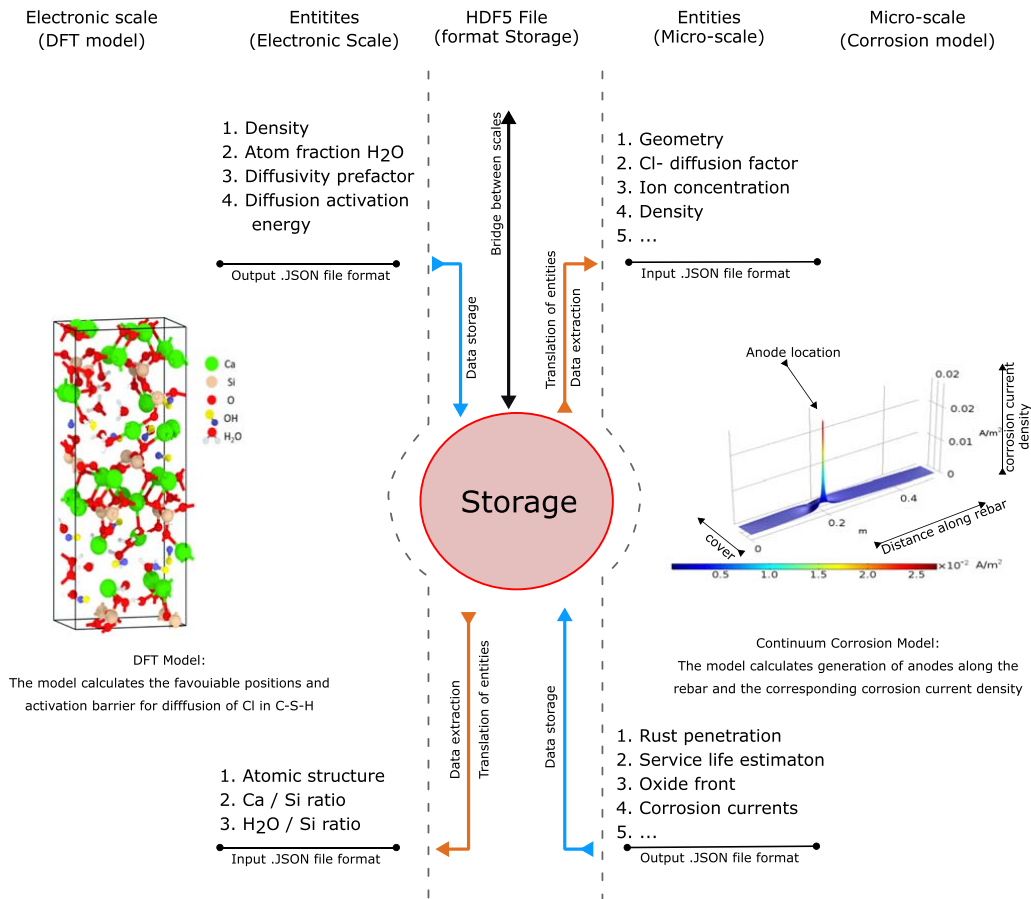 Electronic scale
(DFT model)
Entitites
(Electronic Scale)
HDF5 File
(format Storage)
Entities
(Micro-scale)
Micro-scale
(Corrosion model)
1. Density
2. Atom fraction H2O
3. Diffusivity prefactor
4. Diffusion activation
energy
Output .JSON file format
Bridge between scales
Data storage
Translation of entities
Data extraction
1. Geometry
2. Cl- diffusion factor
3. Ion concentration
4. Density
5. ...
Input .JSON file format
Ca
Si
O
OH
H2O
Storage
Anode location
0.02
0.02
A/m²
0.01
0
corrosion current
density
0.4
0.2
m
0
Distance along rebar
cover
0.5
1.0
1.5
2.0
2.5
×10⁻² A/m²
DFT Model:
The model calculates the favouiable positions and
activation barrier for difffusion of Cl in C-S-H
Continuum Corrosion Model:
The model calculates generation of anodes along the
rebar and the corresponding corrosion current density
1. Atomic structure
2. Ca / Si ratio
3. H2O / Si ratio
Input .JSON file format
Data extraction
Translation of entities
Data storage
1. Rust penetration
2. Service life estimaton
3. Oxide front
4. Corrosion currents
5. ...
Output .JSON file format